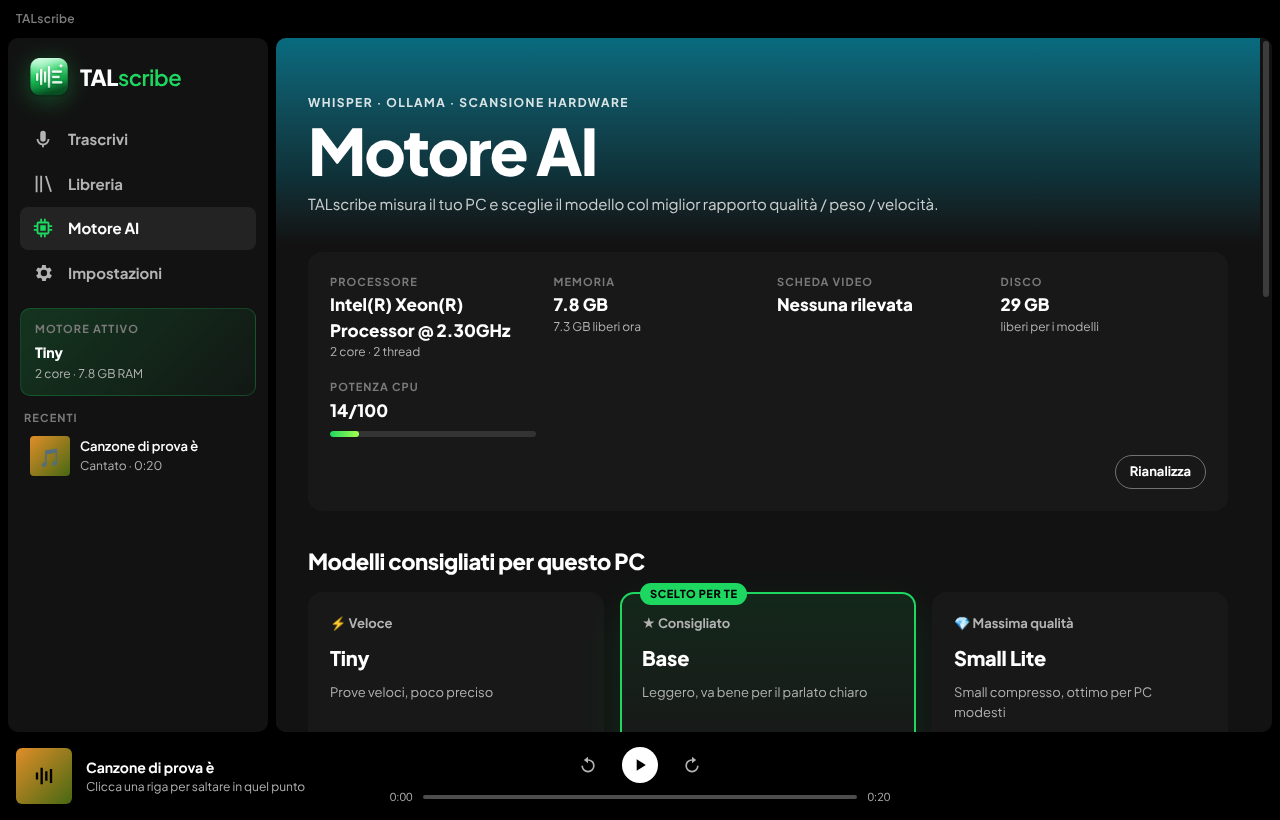 TALscribe
TALscribe
Trascrivi
Libreria
Motore AI
Impostazioni
MOTORE ATTIVO
Tiny
2 core · 7.8 GB RAM
RECENTI
Canzone di prova è
Cantato · 0:20
WHISPER · OLLAMA · SCANSIONE HARDWARE
Motore AI
TALscribe misura il tuo PC e sceglie il modello col miglior rapporto qualità / peso / velocità.
PROCESSORE
Intel(R) Xeon(R)
Processor @ 2.30GHz
2 core · 2 thread
MEMORIA
7.8 GB
7.3 GB liberi ora
SCHEDA VIDEO
Nessuna rilevata
DISCO
29 GB
liberi per i modelli
POTENZA CPU
14/100
Rianalizza
Modelli consigliati per questo PC
⚡ Veloce
Tiny
Prove veloci, poco preciso
SCELTO PER TE
★ Consigliato
Base
Leggero, va bene per il parlato chiaro
💎 Massima qualità
Small Lite
Small compresso, ottimo per PC
modesti
Canzone di prova è
Clicca una riga per saltare in quel punto
0:00
0:20